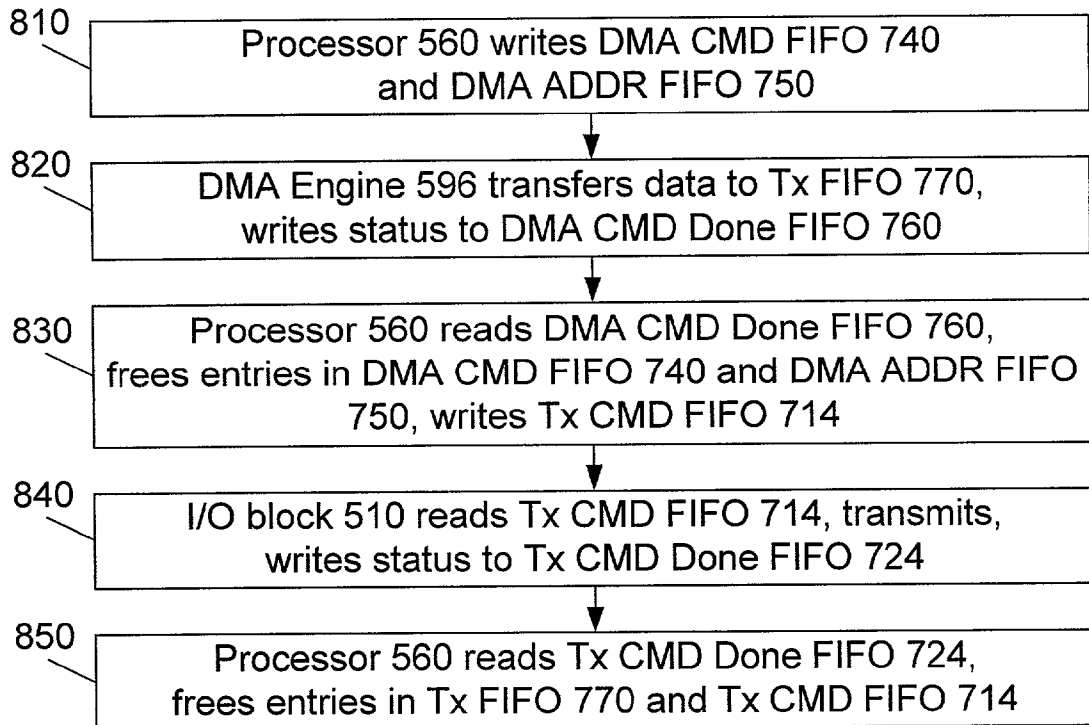 810
Processor 560 writes DMA CMD FIFO 740
and DMA ADDR FIFO 750
820
DMA Engine 596 transfers data to Tx FIFO 770,
writes status to DMA CMD Done FIFO 760
830
Processor 560 reads DMA CMD Done FIFO 760,
frees entries in DMA CMD FIFO 740 and DMA ADDR FIFO
750, writes Tx CMD FIFO 714
840
I/O block 510 reads Tx CMD FIFO 714, transmits,
writes status to Tx CMD Done FIFO 724
850
Processor 560 reads Tx CMD Done FIFO 724,
frees entries in Tx FIFO 770 and Tx CMD FIFO 714